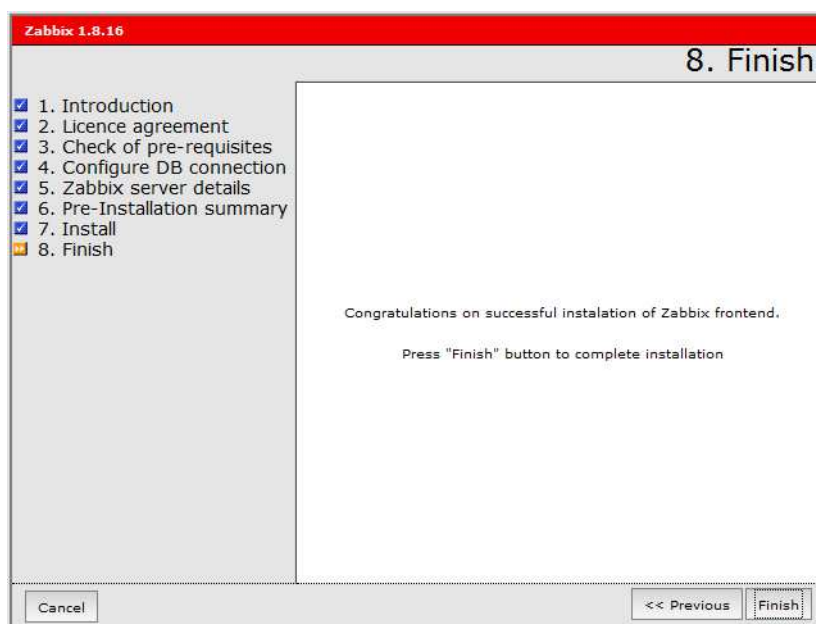 Zabbix 1.8.16
8. Finish
1. Introduction
2. Licence agreement
3. Check of pre-requisites
4. Configure DB connection
5. Zabbix server details
6. Pre-Installation summary
7. Install
8. Finish
Congratulations on successful instalation of Zabbix frontend.
Press "Finish" button to complete installation
Cancel
<< Previous
Finish